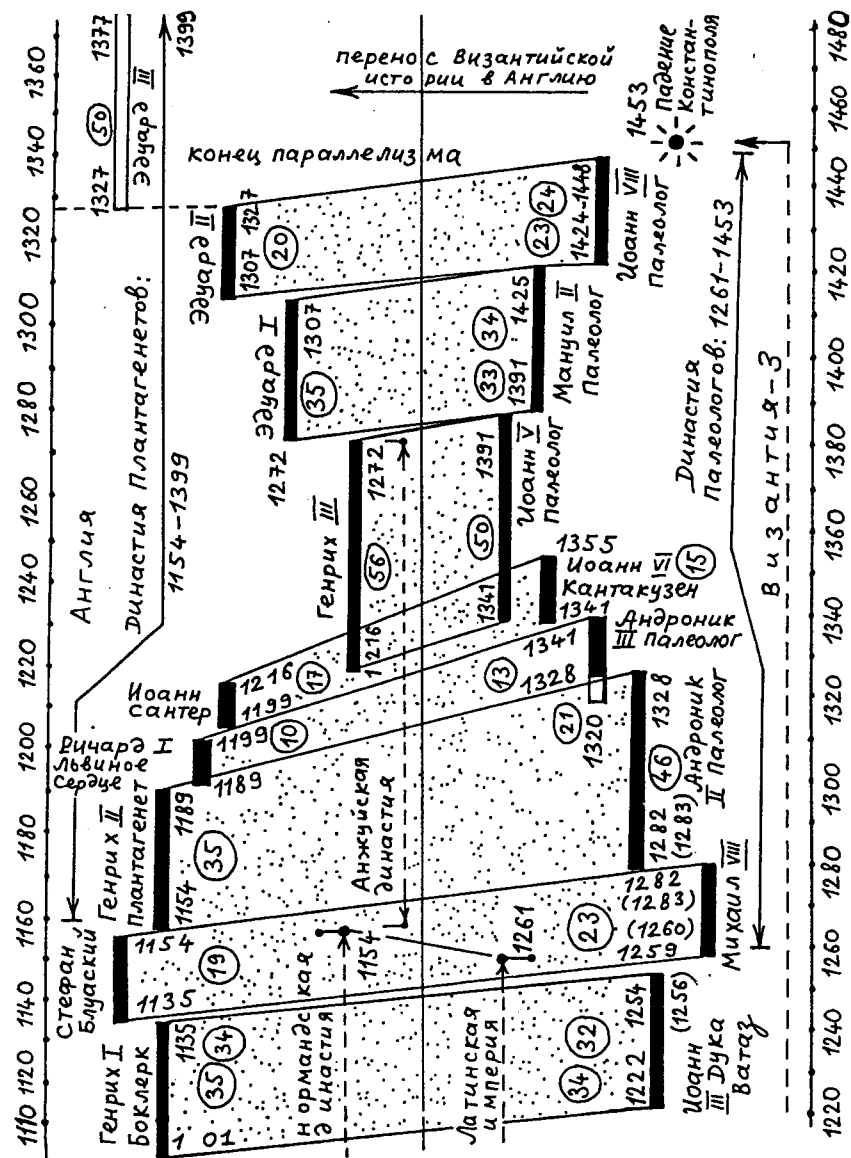 1360
1340
1320
1300
1280
1260
1240
1220
1200
1180
1160
1140
1120
1110
1377
50
1327
Эдуард III
1399
перенос Византийской
истории в Англию
1453
Падение
Констан-
тинополя
конец параллелизма
Эдуард II
1327
1307
20
23
24
1424-1448
Иоанн VIII
Палеолог
Эдуард I
1307
35
1272
34
33
1425
1391
Мануил II
Палеолог
Генрих III
1272
56
1216
50
1391
1341
Иоанн V
Палеолог
Англия
Династия Плантагенетов:
1154-1399
Династия
Палеологов: 1261-1453
Византия-3
1355
Иоанн VI
Кантакузен
15
1341
Андроник
III Палеолог
1341
1328
13
21
1320
Иоанн
Сантер
1216
1199
17
Ричард I
Львиное
Сердце
1199
1189
10
Генрих II
Плантагенет
1189
1154
35
1328
46
1282
(1283)
Андроник
II Палеолог
Анжуйская
династия
Стефан
Блуаский
1154
1135
19
1154
1261
23
1282
(1283)
(1260)
1259
Михаил VIII
Генрих I
Боклерк
1135
34
35
1 01
нормандская
династия
Латинская
империя
32
34
1254
(1256)
1222
Иоанн
III Дука
Ватаз
1480
1460
1440
1420
1400
1380
1360
1340
1320
1300
1280
1260
1240
1220